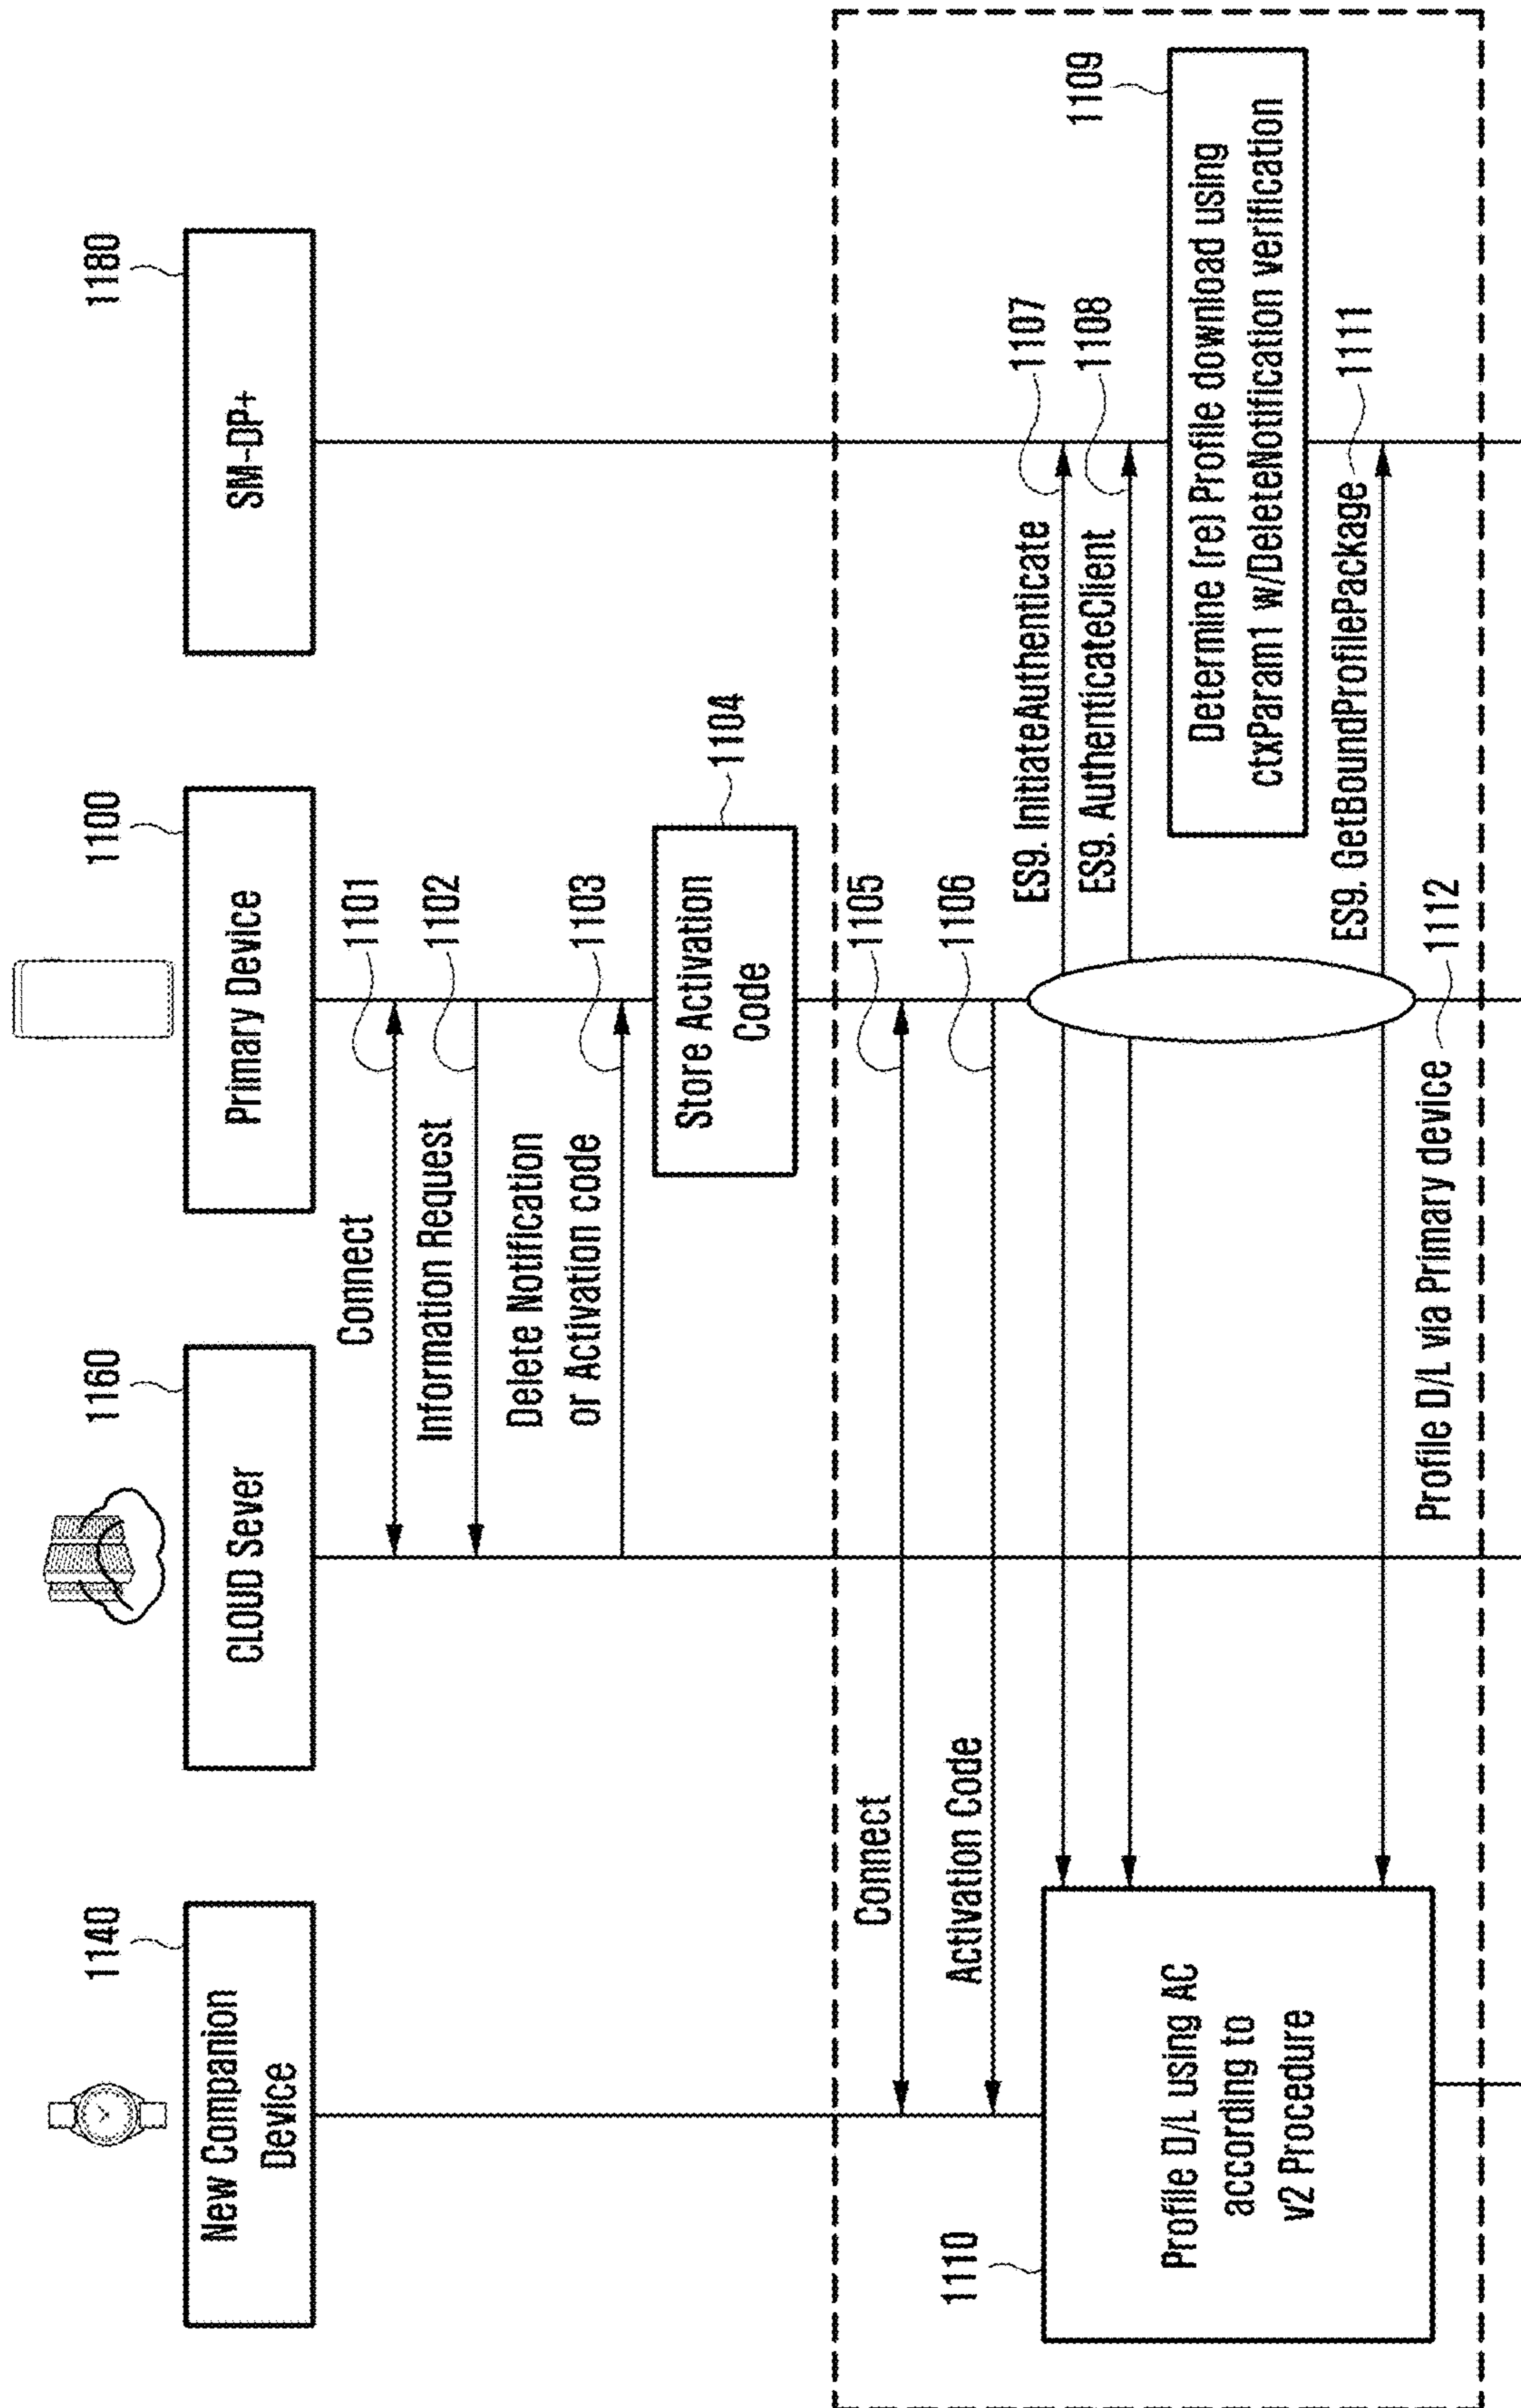 1140
1160
1100
1180
New Companion
Device
CLOUD Sever
Primary Device
SM-DP+
Connect
1101
Information Request
1102
Delete Notification
or Activation code
1103
Store Activation
Code
1104
Connect
1105
Activation Code
1106
ES9. InitiateAuthenticate
1107
ES9. AuthenticateClient
1108
1109
Determine (re) Profile download using
ctxParam1 w/DeleteNotification verification
1110
Profile D/L using AC
according to
v2 Procedure
ES9. GetBoundProfilePackage
1111
Profile D/L via Primary device
1112